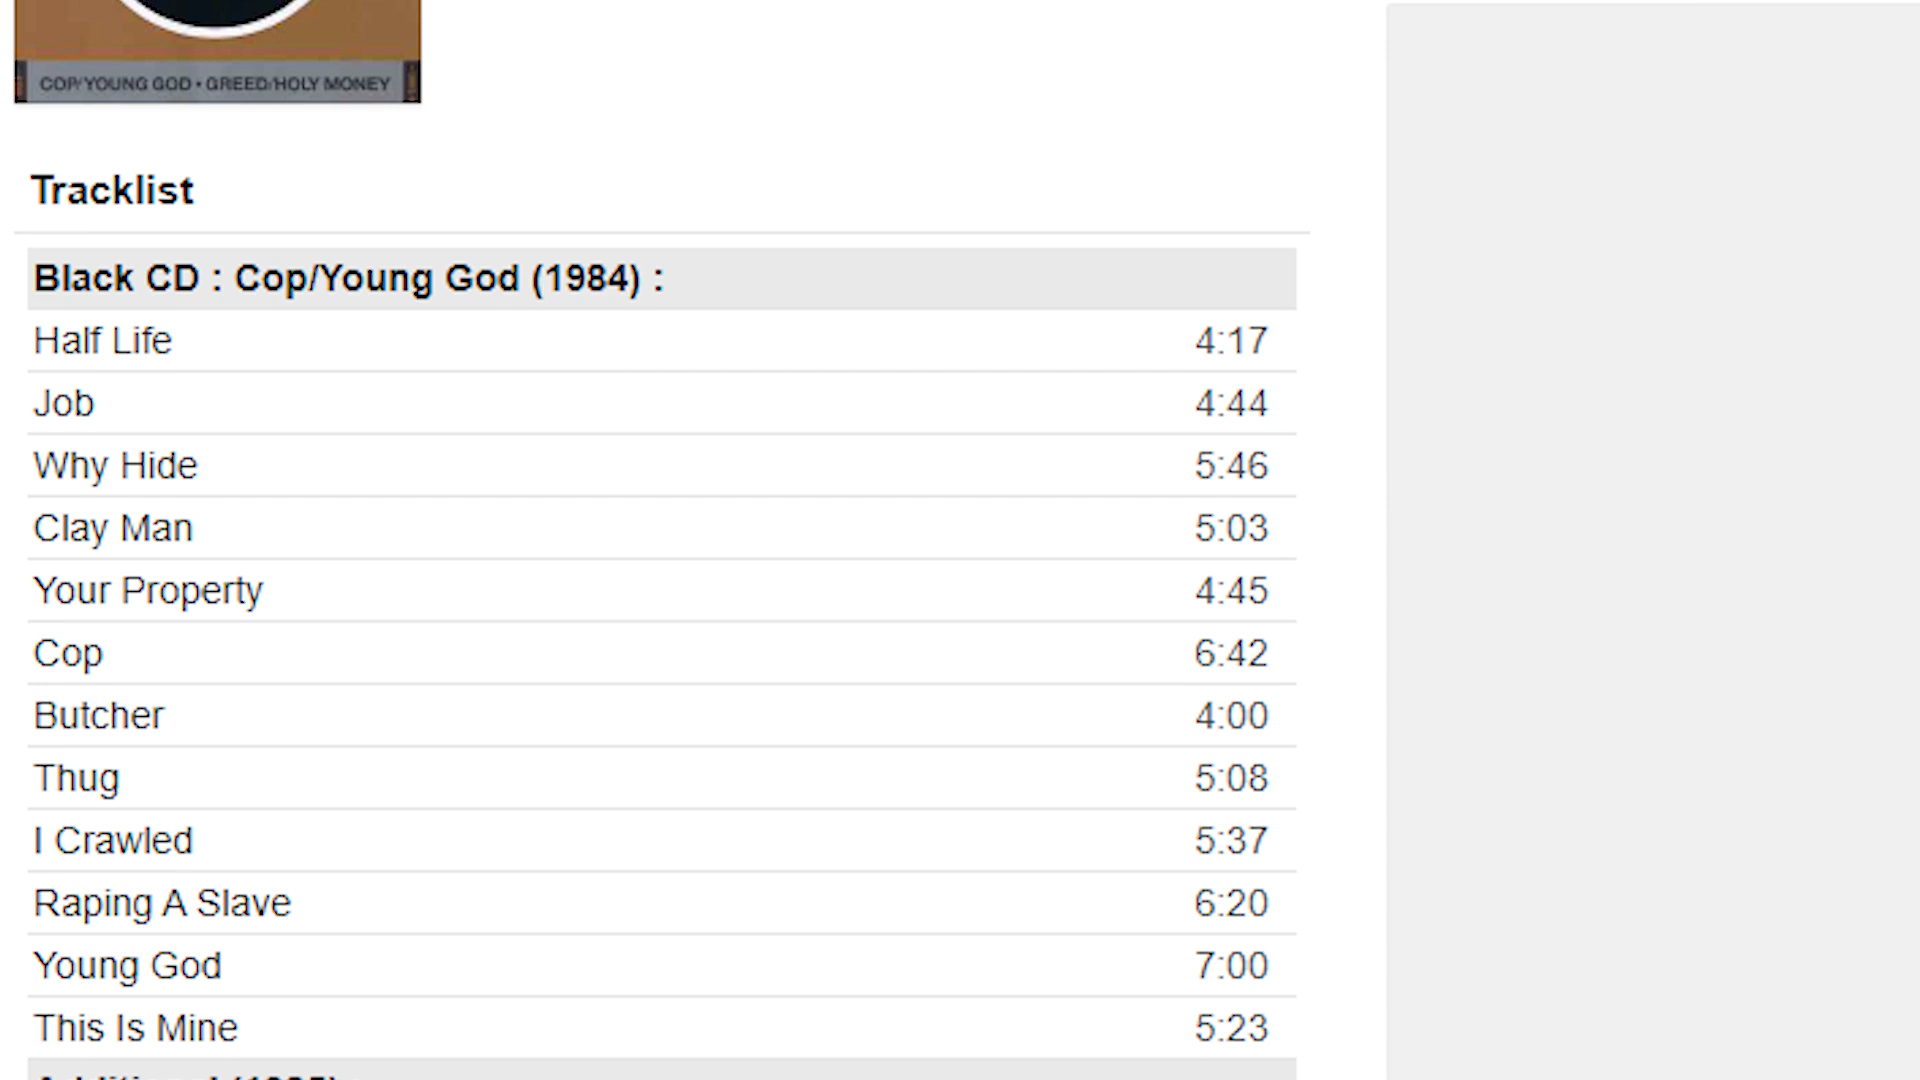 COP/YOUNG GOD • GREED/HOLY MONEY
Tracklist
Black CD : Cop/Young God (1984) :
Half Life 4:17
Job 4:44
Why Hide 5:46
Clay Man 5:03
Your Property 4:45
Cop 6:42
Butcher 4:00
Thug 5:08
I Crawled 5:37
Raping A Slave 6:20
Young God 7:00
This Is Mine 5:23